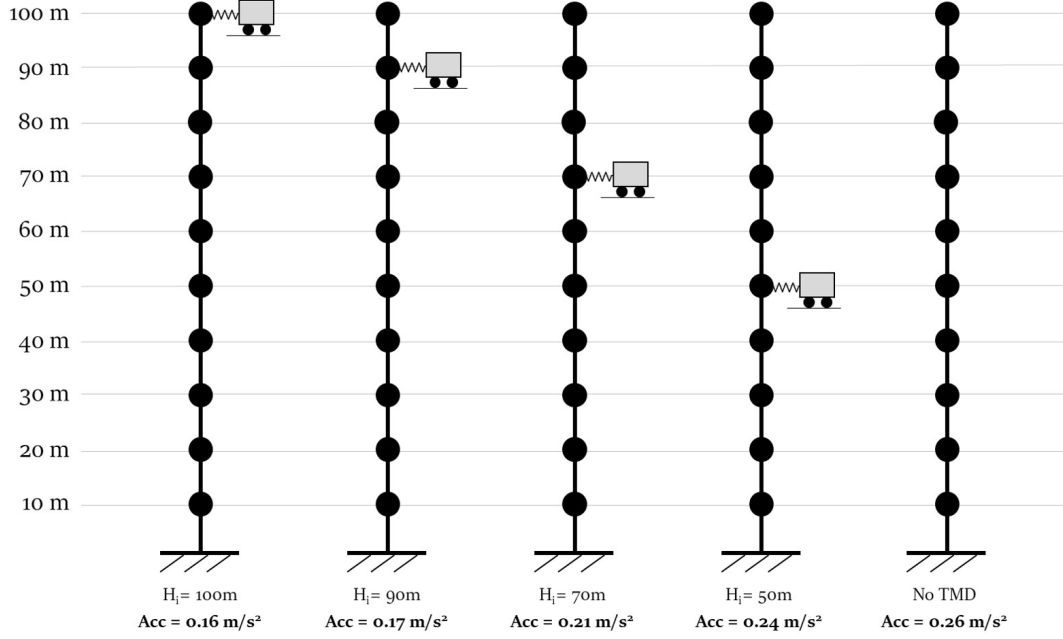 100 m
90 m
80 m
70 m
60 m
50 m
40 m
30 m
20 m
10 m
Hᵢ= 100m
Acc = 0.16 m/s²
Hᵢ= 90m
Acc = 0.17 m/s²
Hᵢ= 70m
Acc = 0.21 m/s²
Hᵢ= 50m
Acc = 0.24 m/s²
No TMD
Acc = 0.26 m/s²